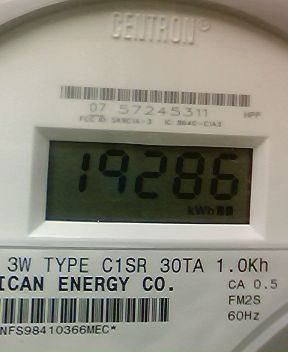 CENTRON®
07 57245311 HPP
19286
kWh
3W TYPE C1SR 30TA 1.0Kh
ICAN ENERGY CO. CA 0.5
FM2S
60Hz
NFS98410366MEC*